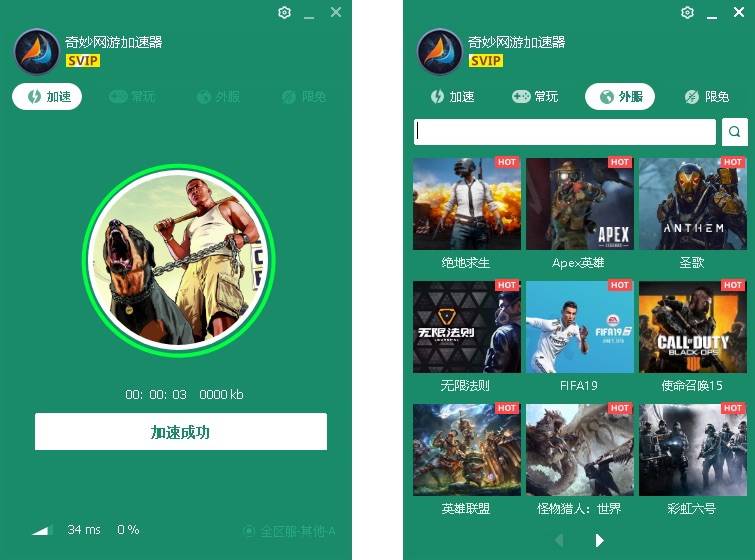 奇妙网游加速器
SVIP
加速
常玩
外服
限免
00: 00: 03 0000 kb
加速成功
34 ms 0 %
全区服-其他-A
奇妙网游加速器
SVIP
加速
常玩
外服
限免
HOT
HOT
APEX
LEGENDS
HOT
ANTHEM
绝地求生
Apex英雄
圣歌
HOT
无限法则
HOT
EA SPORTS
FIFA19
HOT
CALL OF DUTY
BLACK OPS
IIII
无限法则
FIFA19
使命召唤15
HOT
HOT
HOT
英雄联盟
怪物猎人：世界
彩虹六号